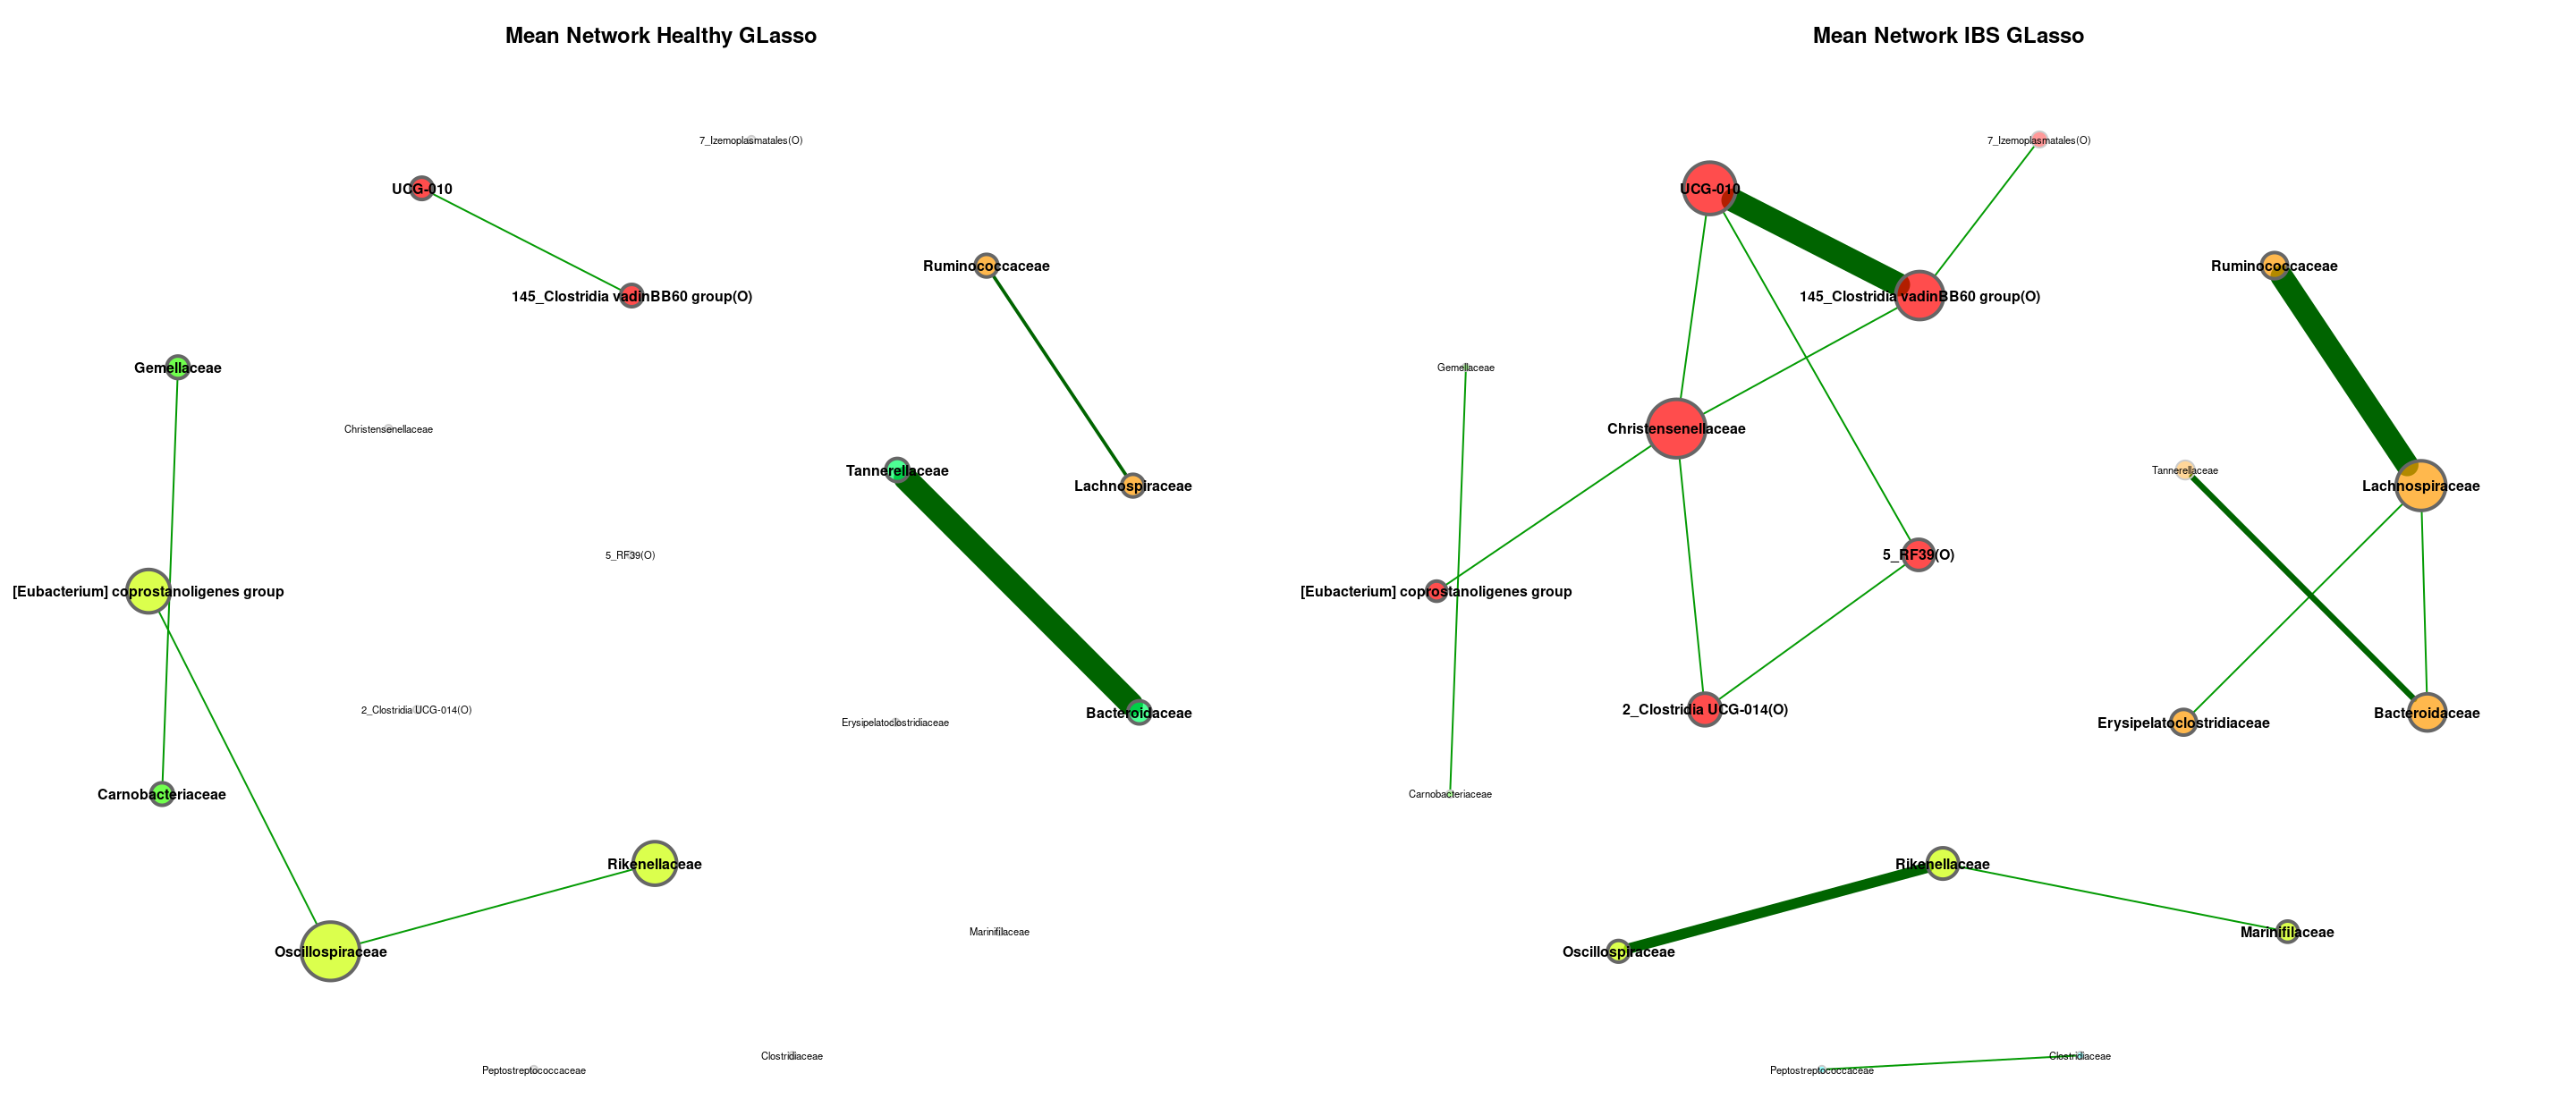 Mean Network Healthy GLasso
7_Izemoplasmatales(O)
UCG-010
Ruminococcaceae
145_Clostridia vadinBB60 group(O)
Gemellaceae
Christensenellaceae
Tannerellaceae
Lachnospiraceae
5_RF39(O)
[Eubacterium] coprostanoligenes group
2_Clostridia UCG-014(O)
Erysipelatoclostridiaceae
Bacteroidaceae
Carnobacteriaceae
Rikenellaceae
Marinifilaceae
Oscillospiraceae
Clostridiaceae
Peptostreptococcaceae
Mean Network IBS GLasso
7_Izemoplasmatales(O)
UCG-010
Ruminococcaceae
145_Clostridia vadinBB60 group(O)
Gemellaceae
Christensenellaceae
Tannerellaceae
Lachnospiraceae
5_RF39(O)
[Eubacterium] coprostanoligenes group
2_Clostridia UCG-014(O)
Erysipelatoclostridiaceae
Bacteroidaceae
Carnobacteriaceae
Rikenellaceae
Marinifilaceae
Oscillospiraceae
Clostridiaceae
Peptostreptococcaceae